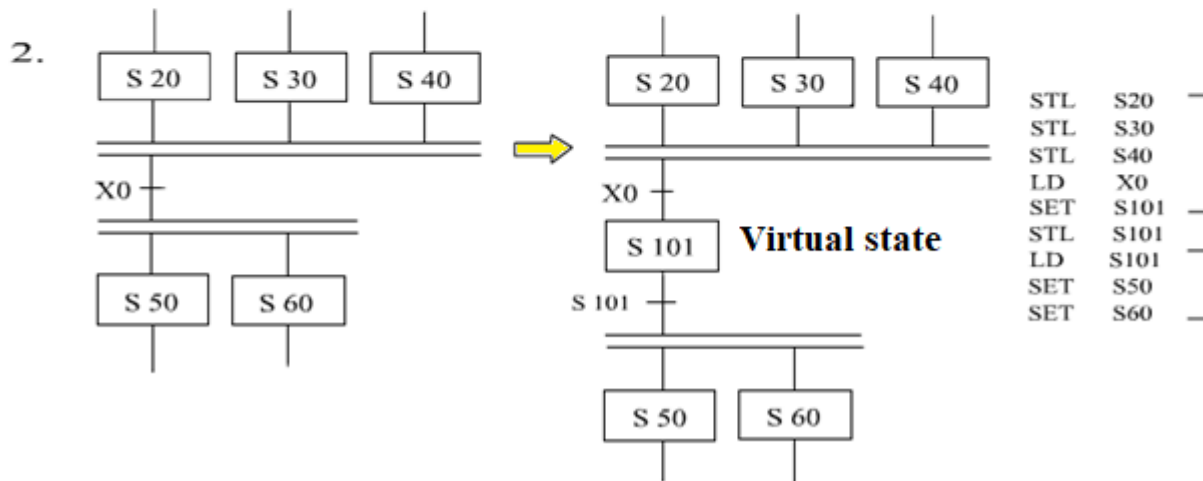 2.
S 20 S 30 S 40
X0
S 50 S 60
S 20 S 30 S 40
X0
S 101 Virtual state
S 101
S 50 S 60
STL S20
STL S30
STL S40
LD X0
SET S101
STL S101
LD S101
SET S50
SET S60